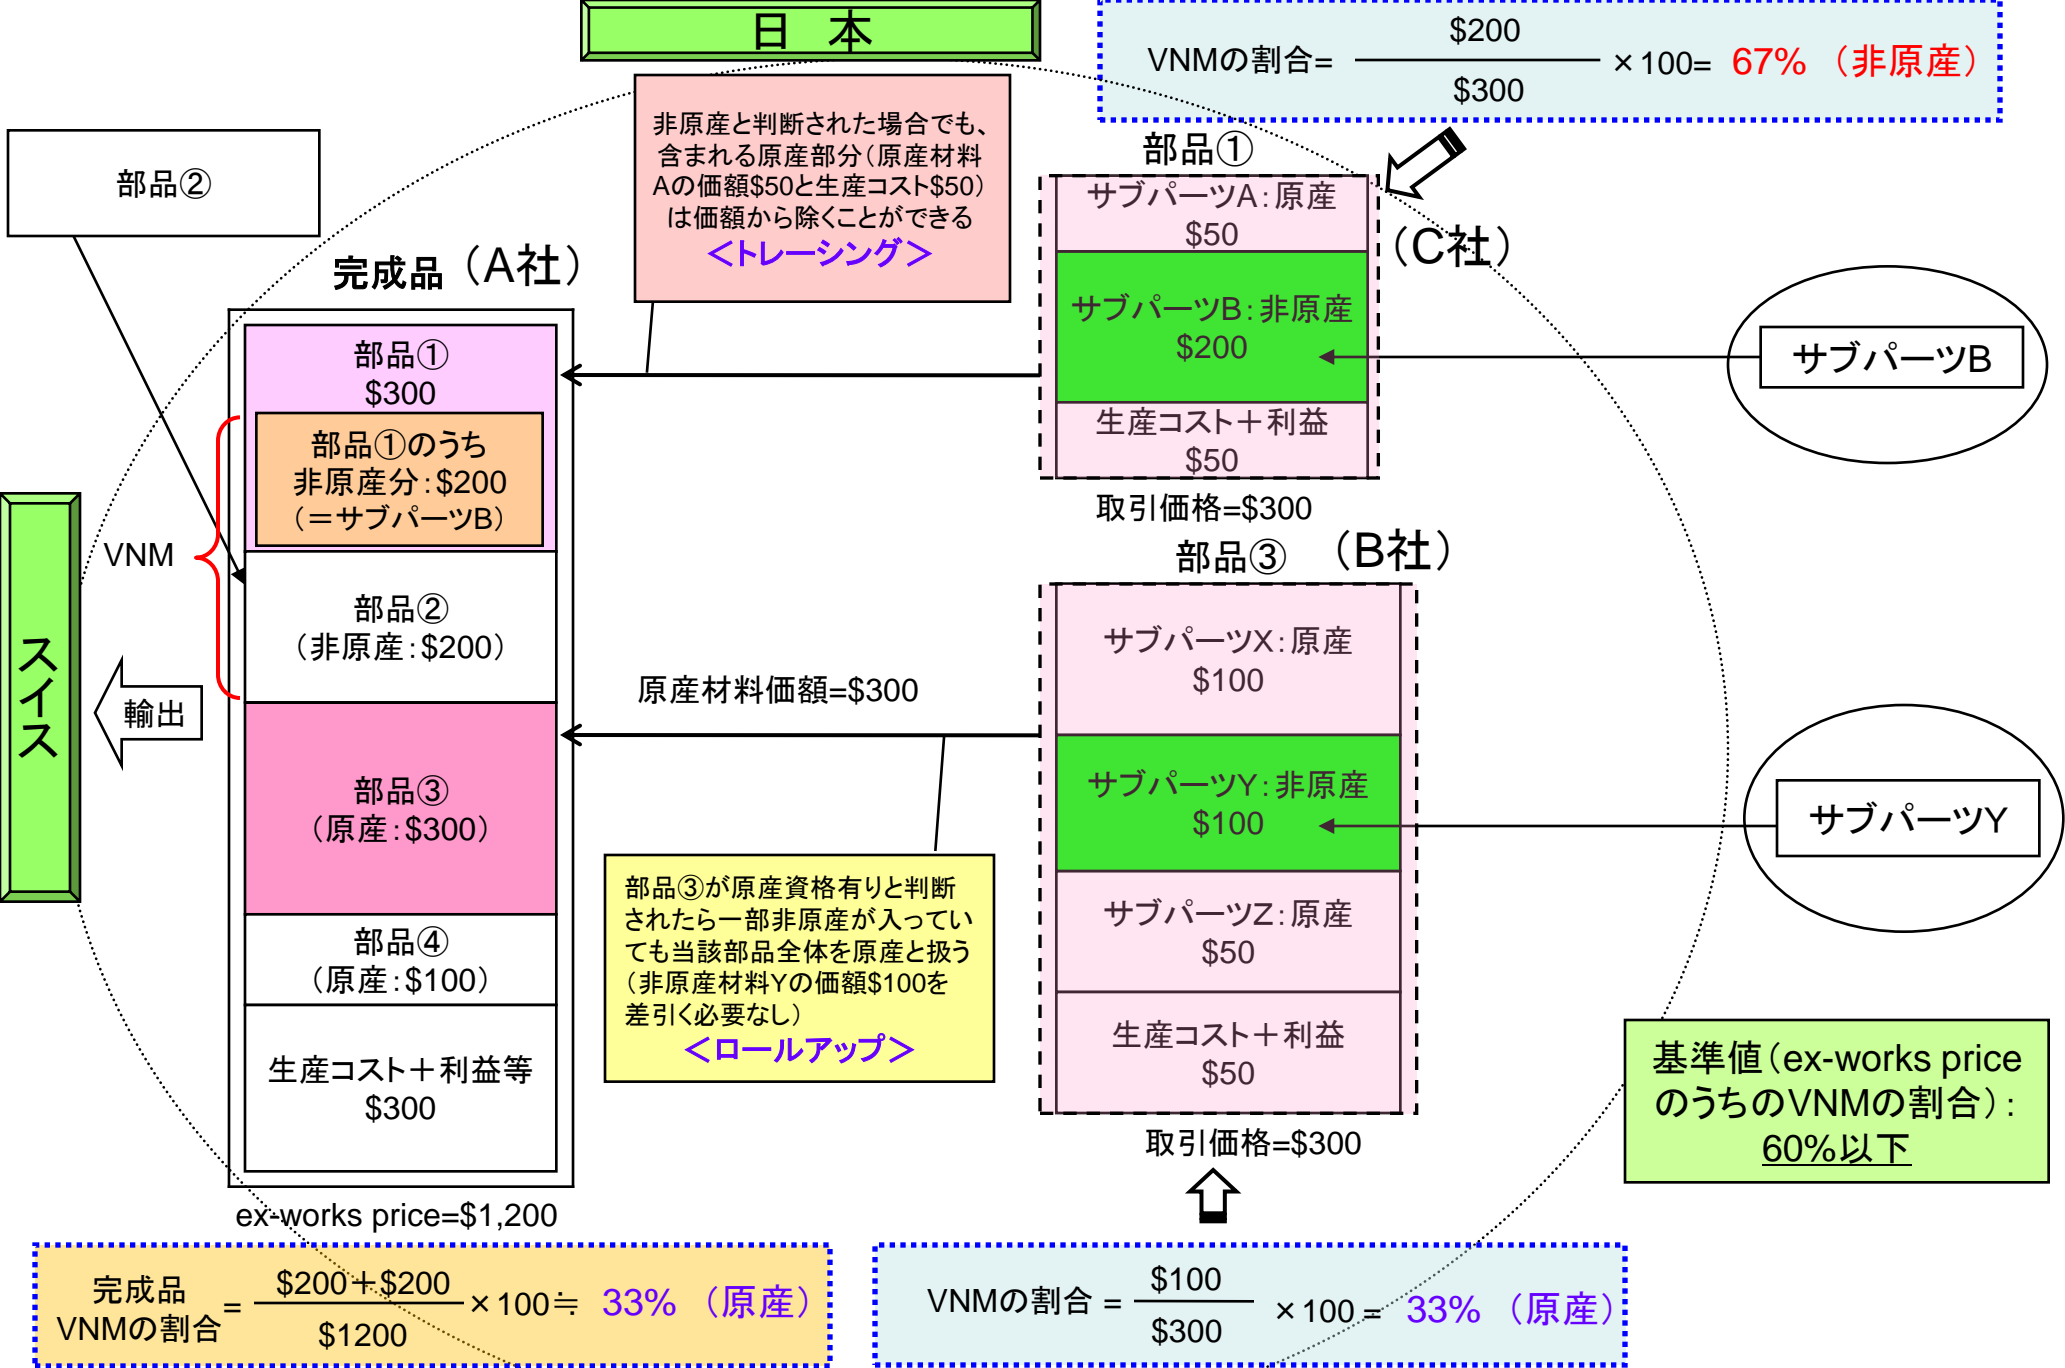 日 本
VNMの割合= $200 / $300 ×100= 67% （非原産）
部品②
非原産と判断された場合でも、
含まれる原産部分（原産材料
Aの価額$50と生産コスト$50）
は価額から除くことができる
＜トレーシング＞
部品①
（C社）
サブパーツA：原産
$50
サブパーツB：非原産
$200
生産コスト＋利益
$50
取引価格=$300
サブパーツB
完成品（A社）
部品①
$300
部品①のうち
非原産分：$200
（＝サブパーツB）
VNM
部品②
（非原産：$200）
部品③
（原産：$300）
部品④
（原産：$100）
生産コスト＋利益等
$300
ex-works price=$1,200
スイス
輸出
原産材料価額=$300
部品③ （B社）
サブパーツX：原産
$100
サブパーツY：非原産
$100
サブパーツZ：原産
$50
生産コスト＋利益
$50
取引価格=$300
サブパーツY
部品③が原産資格有りと判断
されたら一部非原産が入ってい
ても当該部品全体を原産と扱う
（非原産材料Yの価額$100を
差引く必要なし）
＜ロールアップ＞
基準値（ex-works price
のうちのVNMの割合）：
60%以下
完成品
VNMの割合 = $200＋$200 / $1200 ×100≒ 33% （原産）
VNMの割合 = $100 / $300 ×100 = 33% （原産）